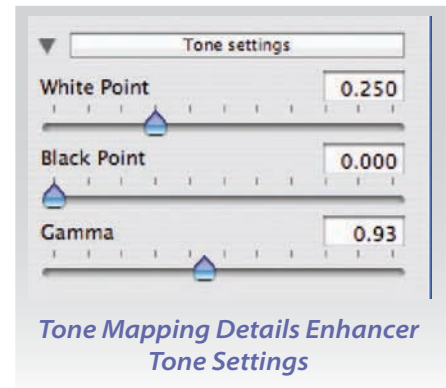 Tone settings
White Point 0.250
Black Point 0.000
Gamma 0.93
Tone Mapping Details Enhancer
Tone Settings